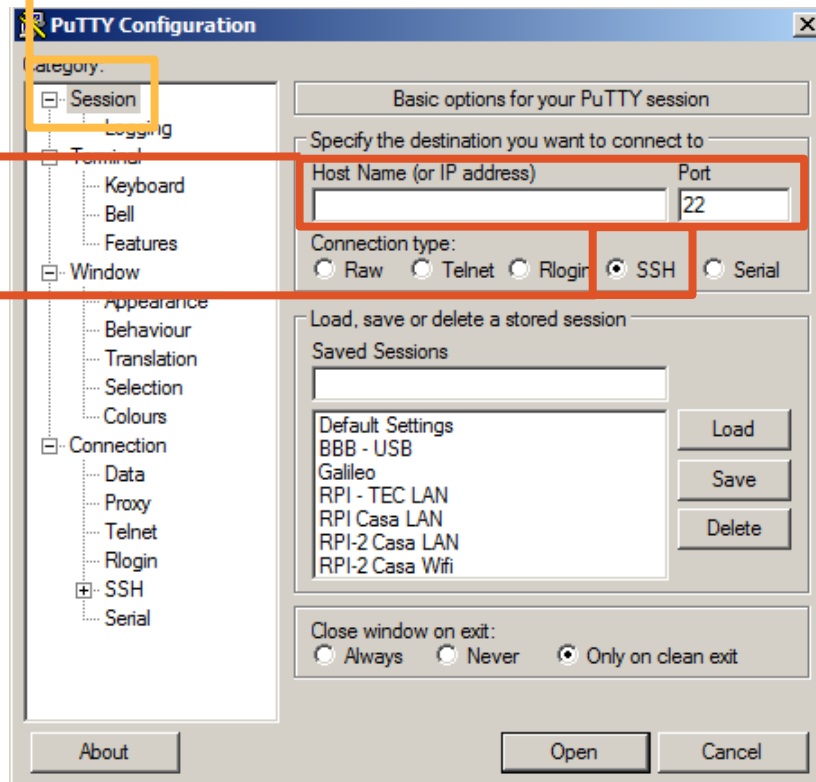 PuTTY Configuration
Category:
Session
Logging
Terminal
Keyboard
Bell
Features
Window
Appearance
Behaviour
Translation
Selection
Colours
Connection
Data
Proxy
Telnet
Rlogin
SSH
Serial
Basic options for your PuTTY session
Specify the destination you want to connect to
Host Name (or IP address) Port
22
Connection type:
Raw Telnet Rlogin SSH Serial
Load, save or delete a stored session
Saved Sessions
Default Settings
BBB - USB
Galileo
RPI - TEC LAN
RPI Casa LAN
RPI-2 Casa LAN
RPI-2 Casa Wifi
Load
Save
Delete
Close window on exit:
Always Never Only on clean exit
About Open Cancel